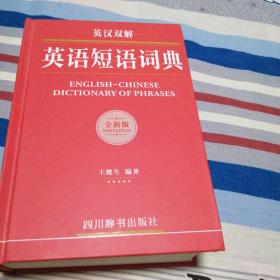 英汉双解
英语短语词典
ENGLISH-CHINESE
DICTIONARY OF PHRASES
全新版
王俊生 编著
四川辞书出版社